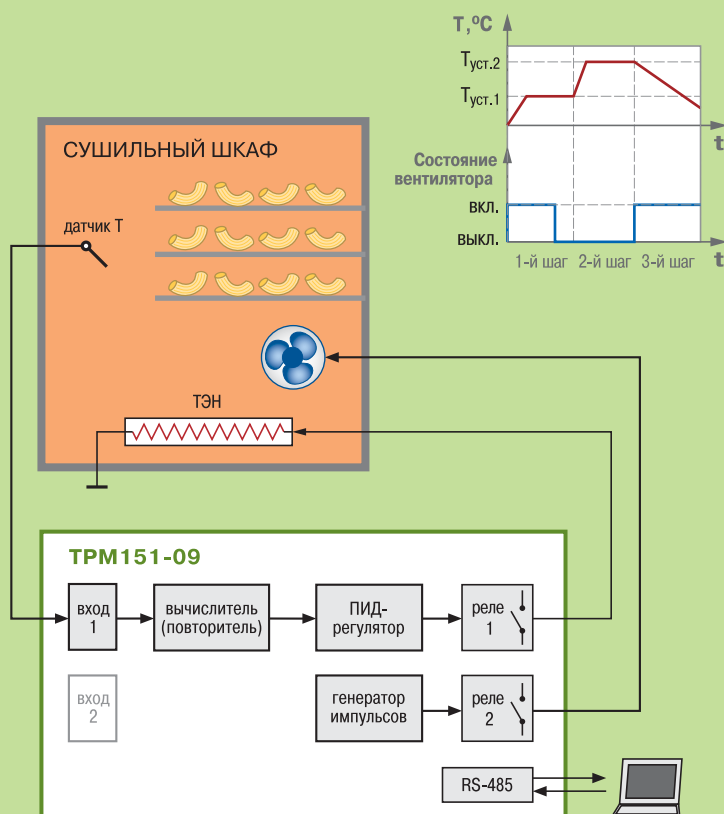 T,ºC
Tуст.2
Tуст.1
t
Состояние
вентилятора
вкл.
выкл.
1-й шаг 2-й шаг 3-й шаг
t
СУШИЛЬНЫЙ ШКАФ
датчик Т
ТЭН
ТРМ151-09
вход
1
вычислитель
(повторитель)
ПИД-
регулятор
реле
1
вход
2
генератор
импульсов
реле
2
RS-485